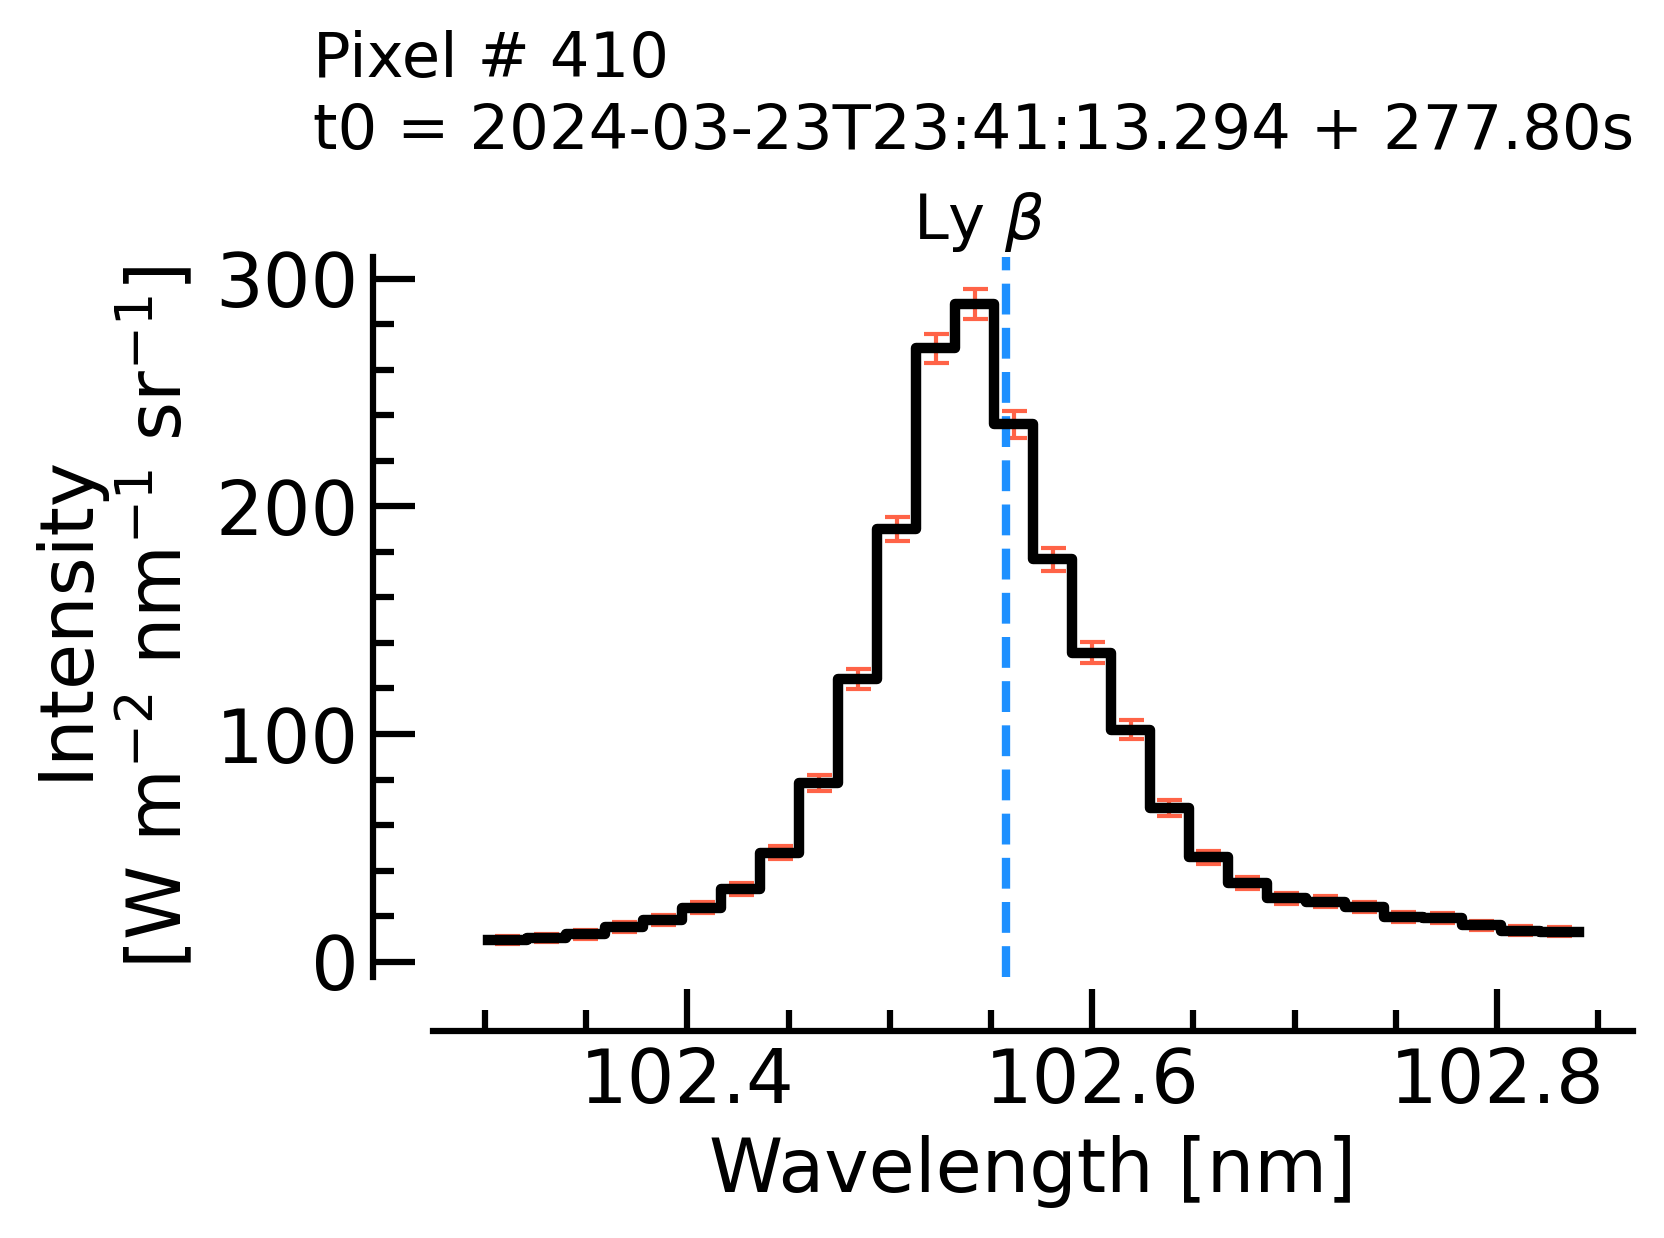 Pixel # 410
t0 = 2024-03-23T23:41:13.294 + 277.80s
Ly β
300
200
100
0
Intensity
[W m⁻² nm⁻¹ sr⁻¹]
102.4 102.6 102.8
Wavelength [nm]